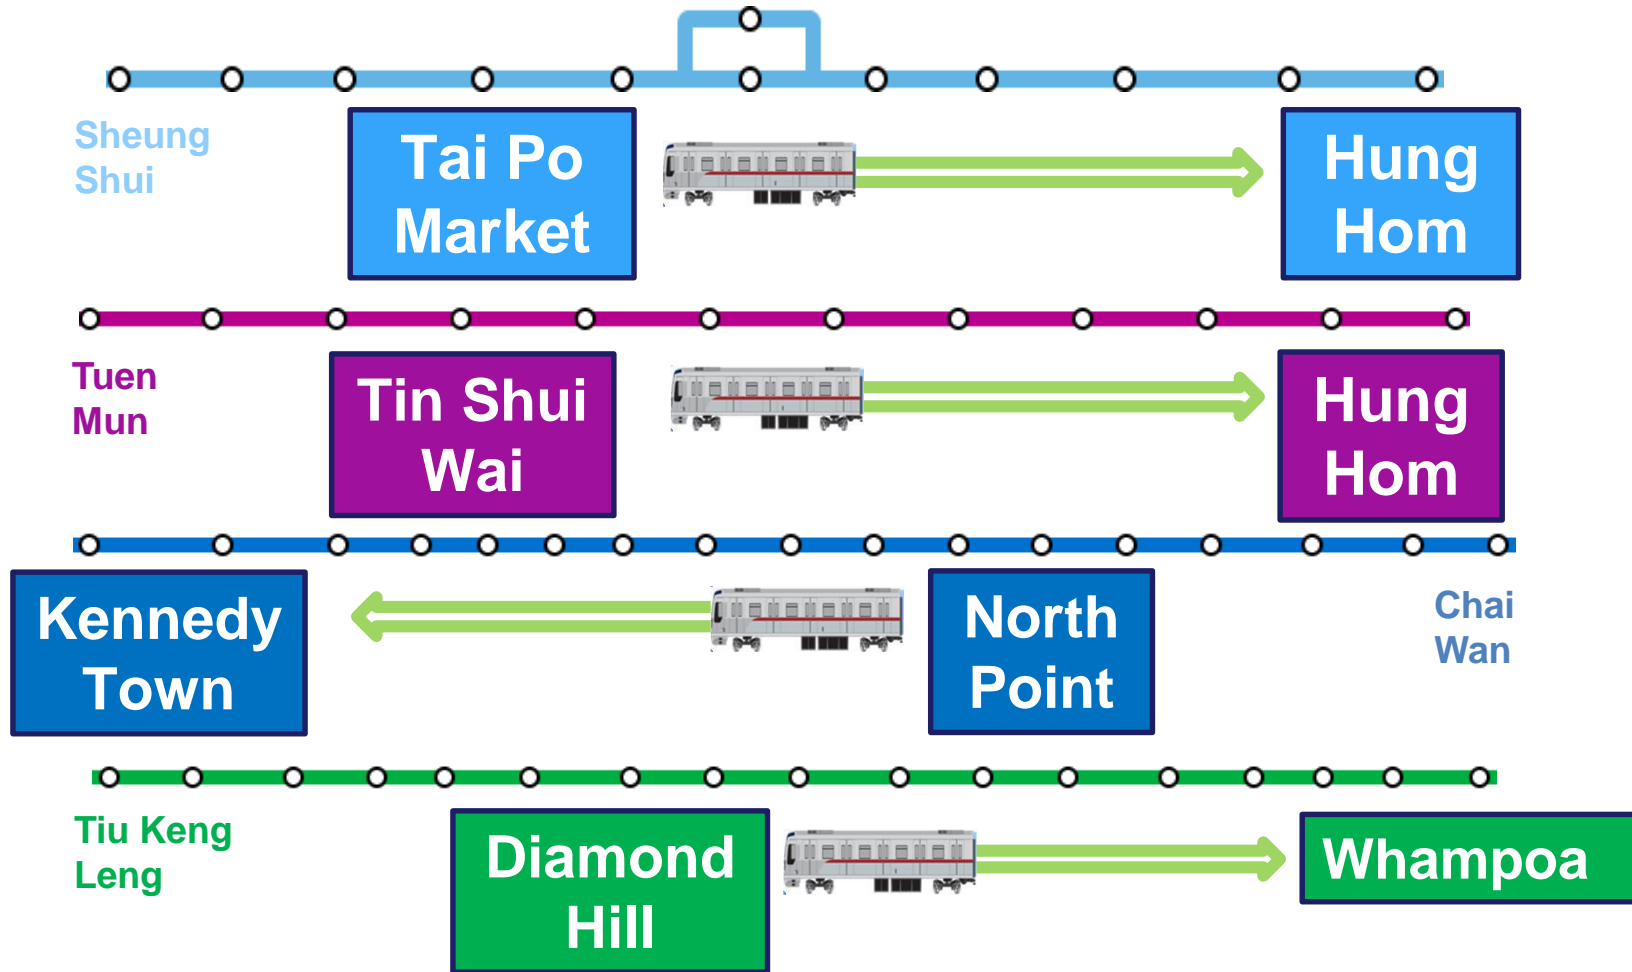 Sheung
Shui
Tai Po
Market
Hung
Hom
Tuen
Mun
Tin Shui
Wai
Hung
Hom
Kennedy
Town
North
Point
Chai
Wan
Tiu Keng
Leng
Diamond
Hill
Whampoa